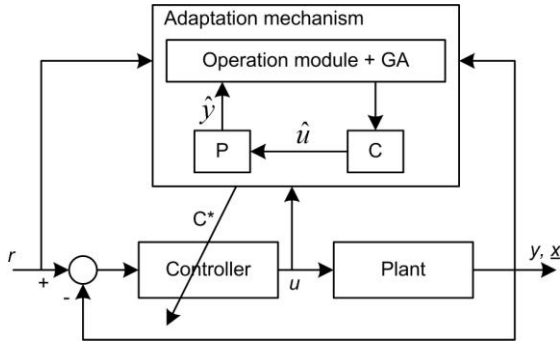 Adaptation mechanism
Operation module + GA
ŷ
û
P
C
C*
r
+
-
Controller
u
Plant
y, x